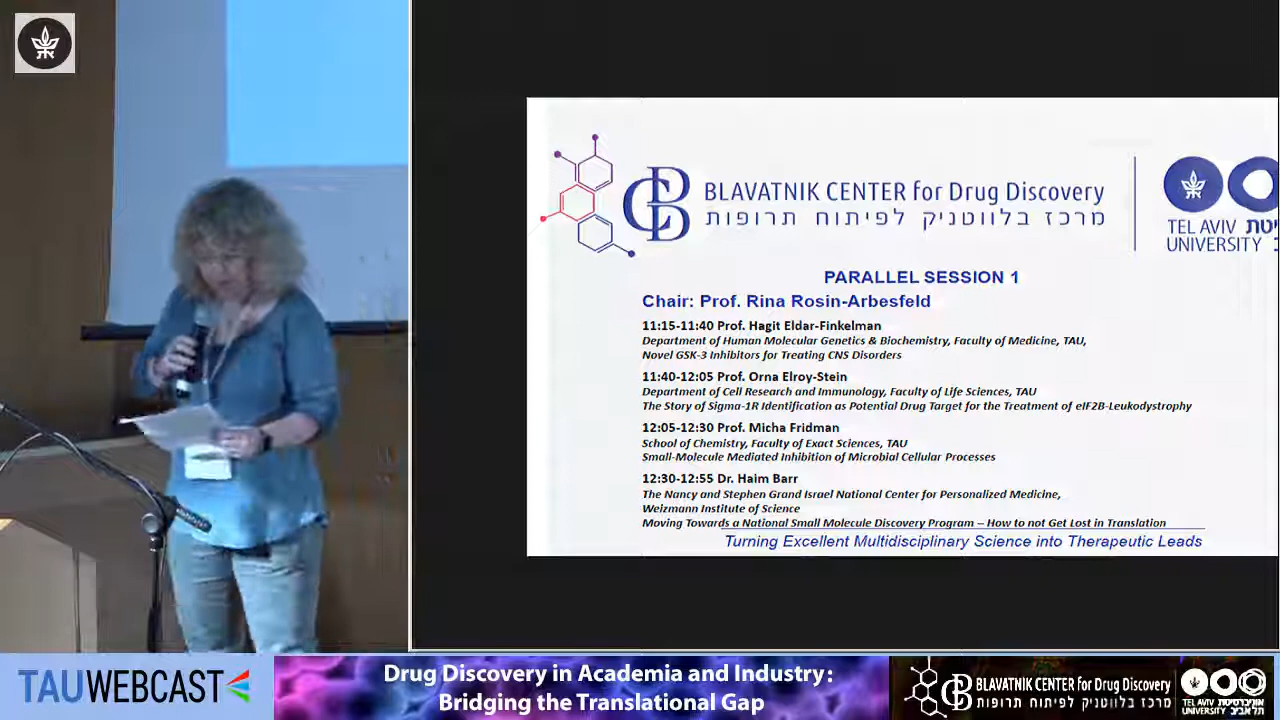 BLAVATNIK CENTER for Drug Discovery
מרכז בלווטניק לפיתוח תרופות
TEL AVIV
UNIVERSITY
PARALLEL SESSION 1
Chair: Prof. Rina Rosin-Arbesfeld
11:15-11:40 Prof. Hagit Eldar-Finkelman
Department of Human Molecular Genetics & Biochemistry, Faculty of Medicine, TAU,
Novel GSK-3 Inhibitors for Treating CNS Disorders
11:40-12:05 Prof. Orna Elroy-Stein
Department of Cell Research and Immunology, Faculty of Life Sciences, TAU
The Story of Sigma-1R Identification as Potential Drug Target for the Treatment of eIF2B-Leukodystrophy
12:05-12:30 Prof. Micha Fridman
School of Chemistry, Faculty of Exact Sciences, TAU
Small-Molecule Mediated Inhibition of Microbial Cellular Processes
12:30-12:55 Dr. Haim Barr
The Nancy and Stephen Grand Israel National Center for Personalized Medicine,
Weizmann Institute of Science
Moving Towards a National Small Molecule Discovery Program – How to not Get Lost in Translation
Turning Excellent Multidisciplinary Science into Therapeutic Leads
TAUWEBCAST
Drug Discovery in Academia and Industry:
Bridging the Translational Gap
BLAVATNIK CENTER for Drug Discovery
מרכז בלווטניק לפיתוח תרופות
TEL AVIV אוניברסיטת
UNIVERSITY תל אביב